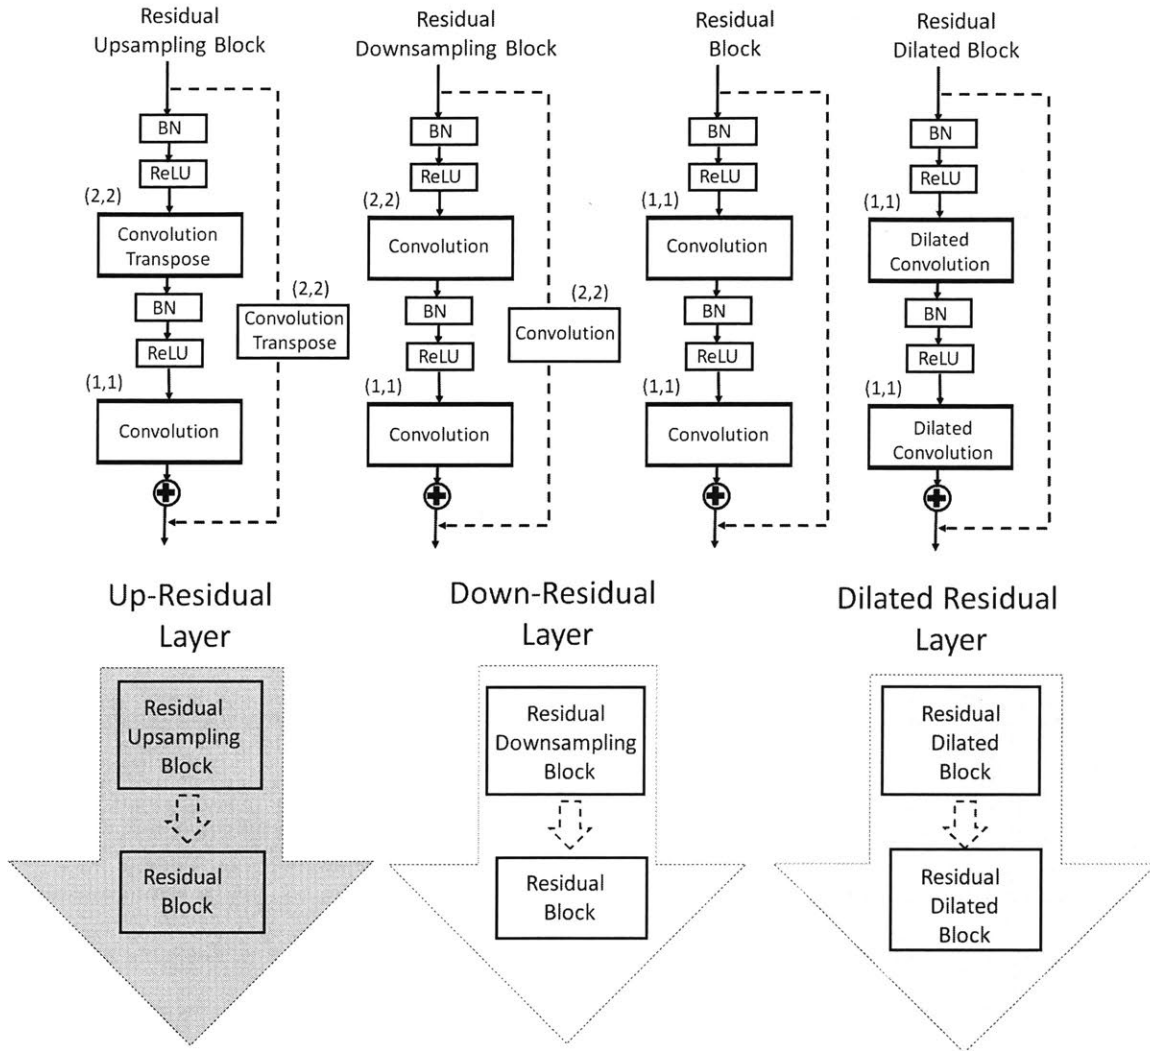 Residual
Upsampling Block
BN
ReLU
(2,2)
Convolution
Transpose
BN
ReLU
(1,1)
Convolution
(2,2)
Convolution
Transpose
Residual
Downsampling Block
BN
ReLU
(2,2)
Convolution
BN
ReLU
(1,1)
Convolution
(2,2)
Convolution
Residual
Block
BN
ReLU
(1,1)
Convolution
BN
ReLU
(1,1)
Convolution
Residual
Dilated Block
BN
ReLU
(1,1)
Dilated
Convolution
BN
ReLU
(1,1)
Dilated
Convolution
Up-Residual
Layer
Residual
Upsampling
Block
Residual
Block
Down-Residual
Layer
Residual
Downsampling
Block
Residual
Block
Dilated Residual
Layer
Residual
Dilated
Block
Residual
Dilated
Block